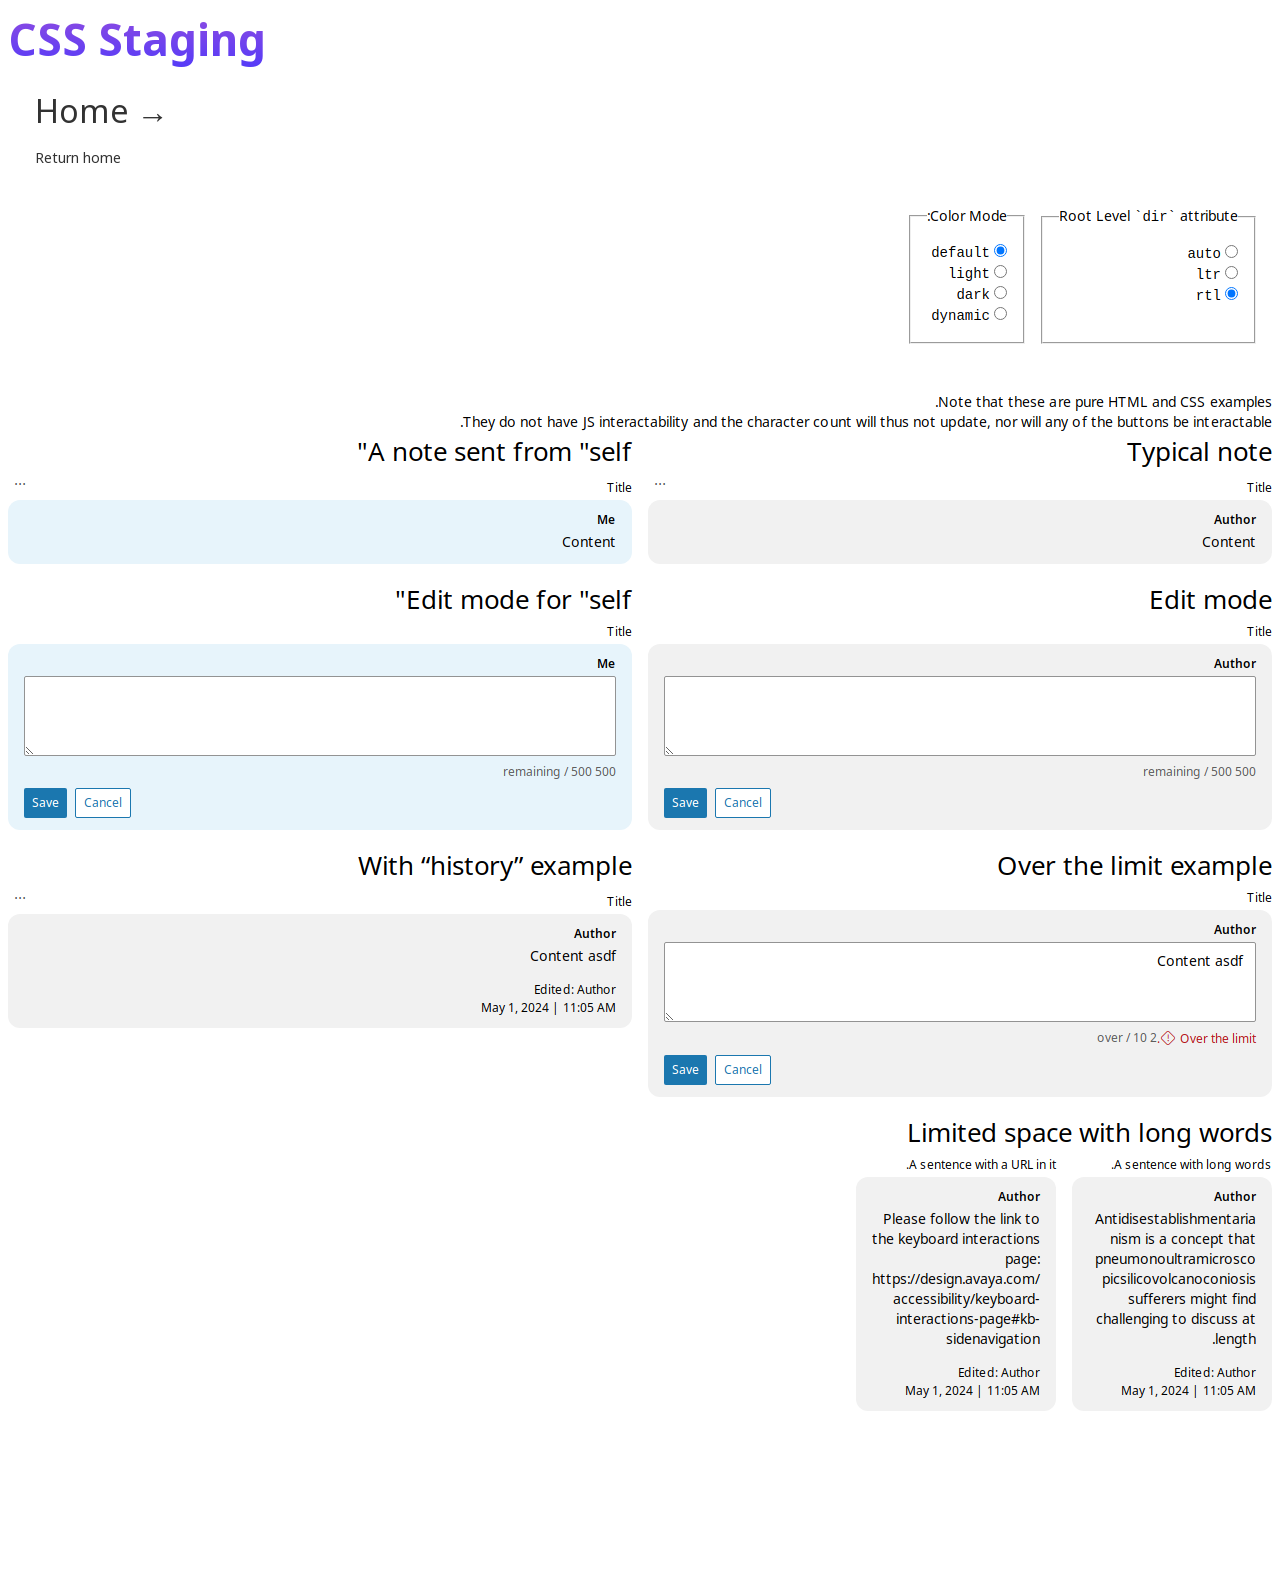 CSS Staging
Home →
Return home
Root Level `dir` attribute
auto
ltr
rtl
:Color Mode
default
light
dark
dynamic
.Note that these are pure HTML and CSS examples
.They do not have JS interactability and the character count will thus not update, nor will any of the buttons be interactable
Typical note
Title
...
Author
Content
"A note sent from "self
Title
...
Me
Content
Edit mode
Title
Author
remaining / 500 500
Save
Cancel
"Edit mode for "self
Title
Me
remaining / 500 500
Save
Cancel
Over the limit example
Title
Author
Content asdf
over / 10 2.
Over the limit
Save
Cancel
With “history” example
Title
...
Author
Content asdf
Edited: Author
May 1, 2024 | 11:05 AM
Limited space with long words
.A sentence with long words
Author
Antidisestablishmentaria
nism is a concept that
pneumonoultramicrosco
picsilicovolcanoconiosis
sufferers might find
challenging to discuss at
.length
Edited: Author
May 1, 2024 | 11:05 AM
.A sentence with a URL in it
Author
Please follow the link to
the keyboard interactions
page:
https://design.avaya.com/
accessibility/keyboard-
interactions-page#kb-
sidenavigation
Edited: Author
May 1, 2024 | 11:05 AM